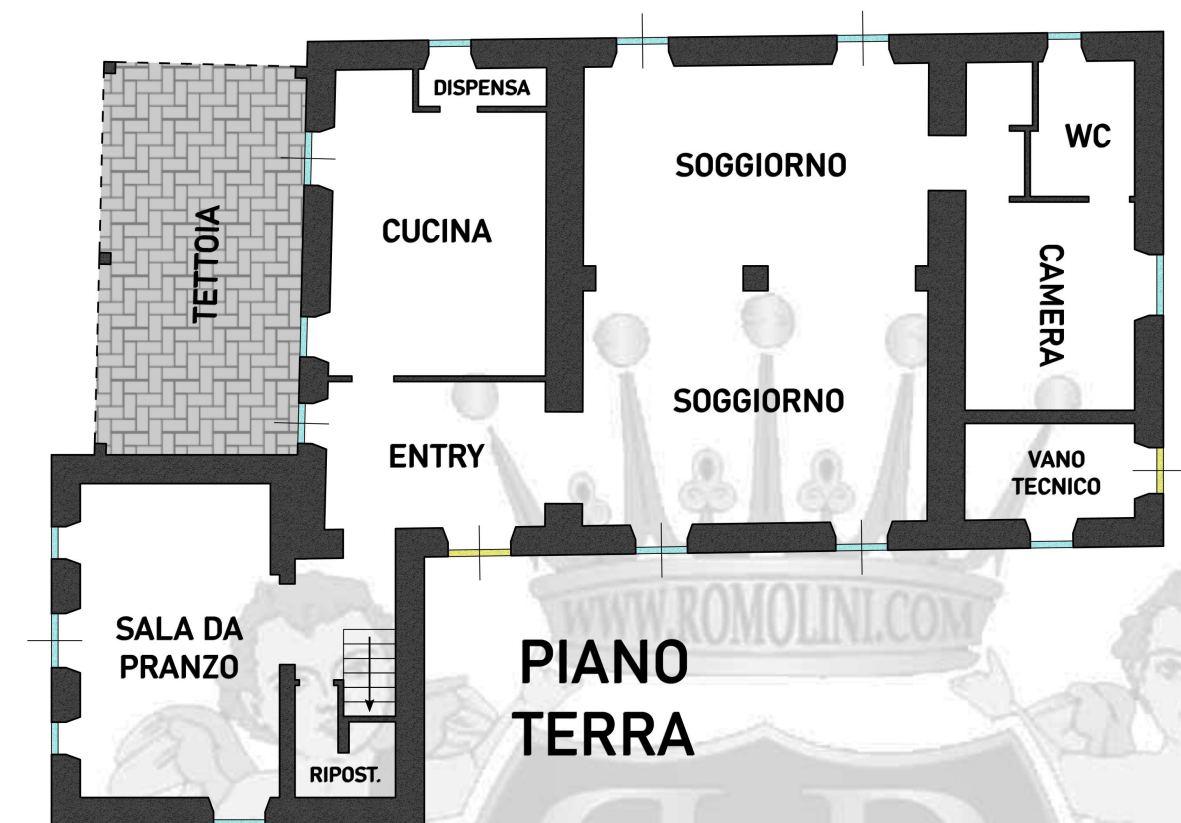 DISPENSA
WC
SOGGIORNO
TETTOIA
CUCINA
CAMERA
SOGGIORNO
ENTRY
VANO
TECNICO
SALA DA
PRANZO
WWW.ROMOLINI.COM
PIANO
TERRA
RIPOST.